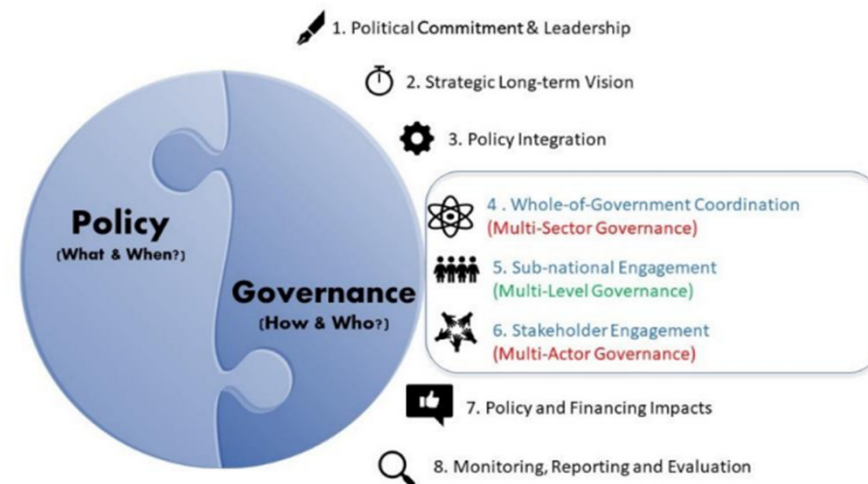 1. Political Commitment & Leadership
2. Strategic Long-term Vision
3. Policy Integration
Policy
(What & When?)
Governance
(How & Who?)
4 . Whole-of-Government Coordination
(Multi-Sector Governance)
5. Sub-national Engagement
(Multi-Level Governance)
6. Stakeholder Engagement
(Multi-Actor Governance)
7. Policy and Financing Impacts
8. Monitoring, Reporting and Evaluation